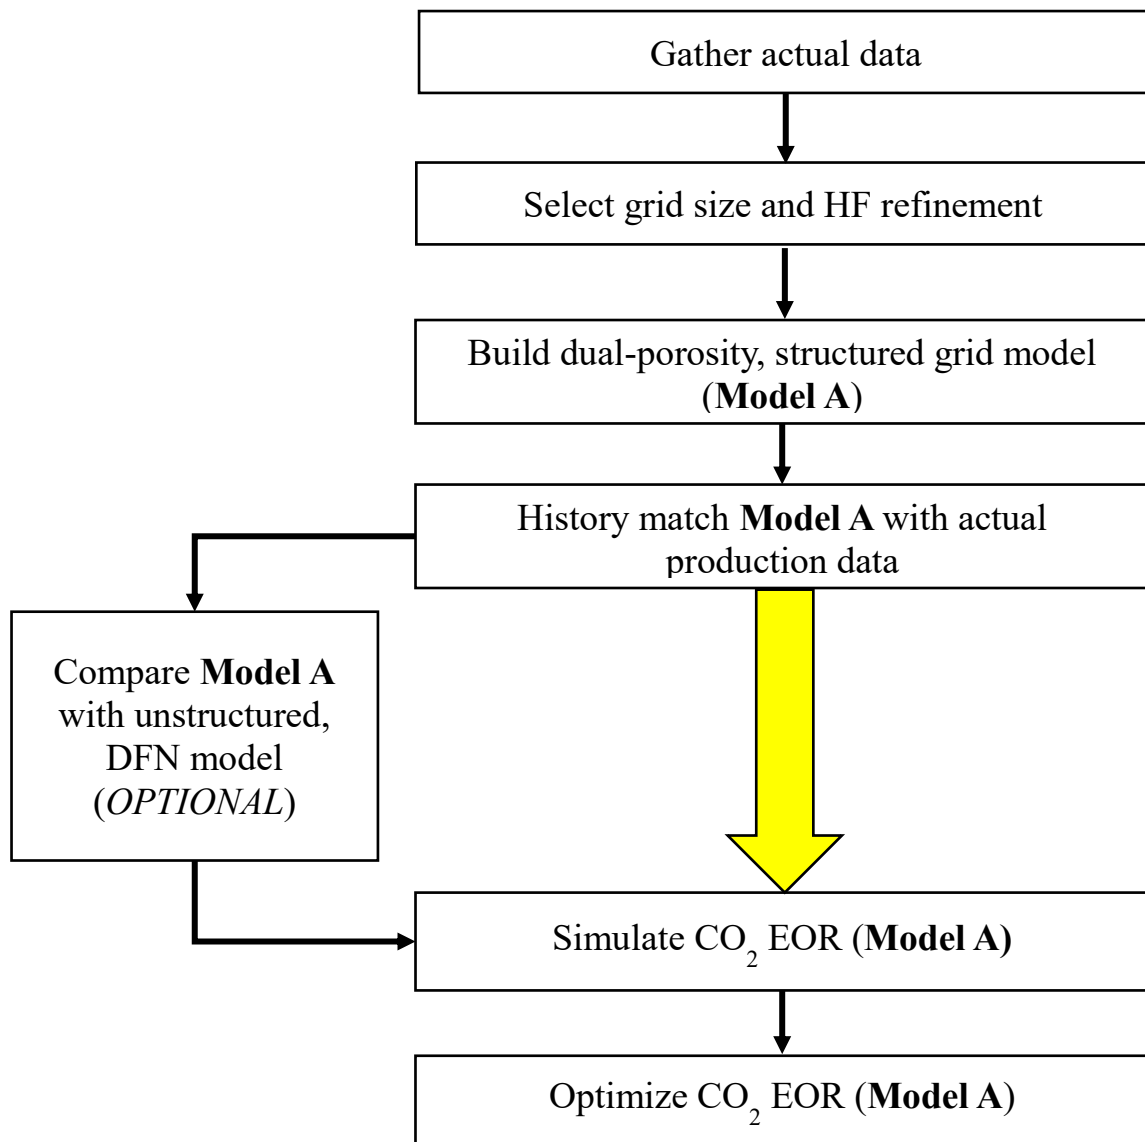 Gather actual data
Select grid size and HF refinement
Build dual-porosity, structured grid model
(Model A)
History match Model A with actual
production data
Compare Model A
with unstructured,
DFN model
(OPTIONAL)
Simulate CO₂ EOR (Model A)
Optimize CO₂ EOR (Model A)